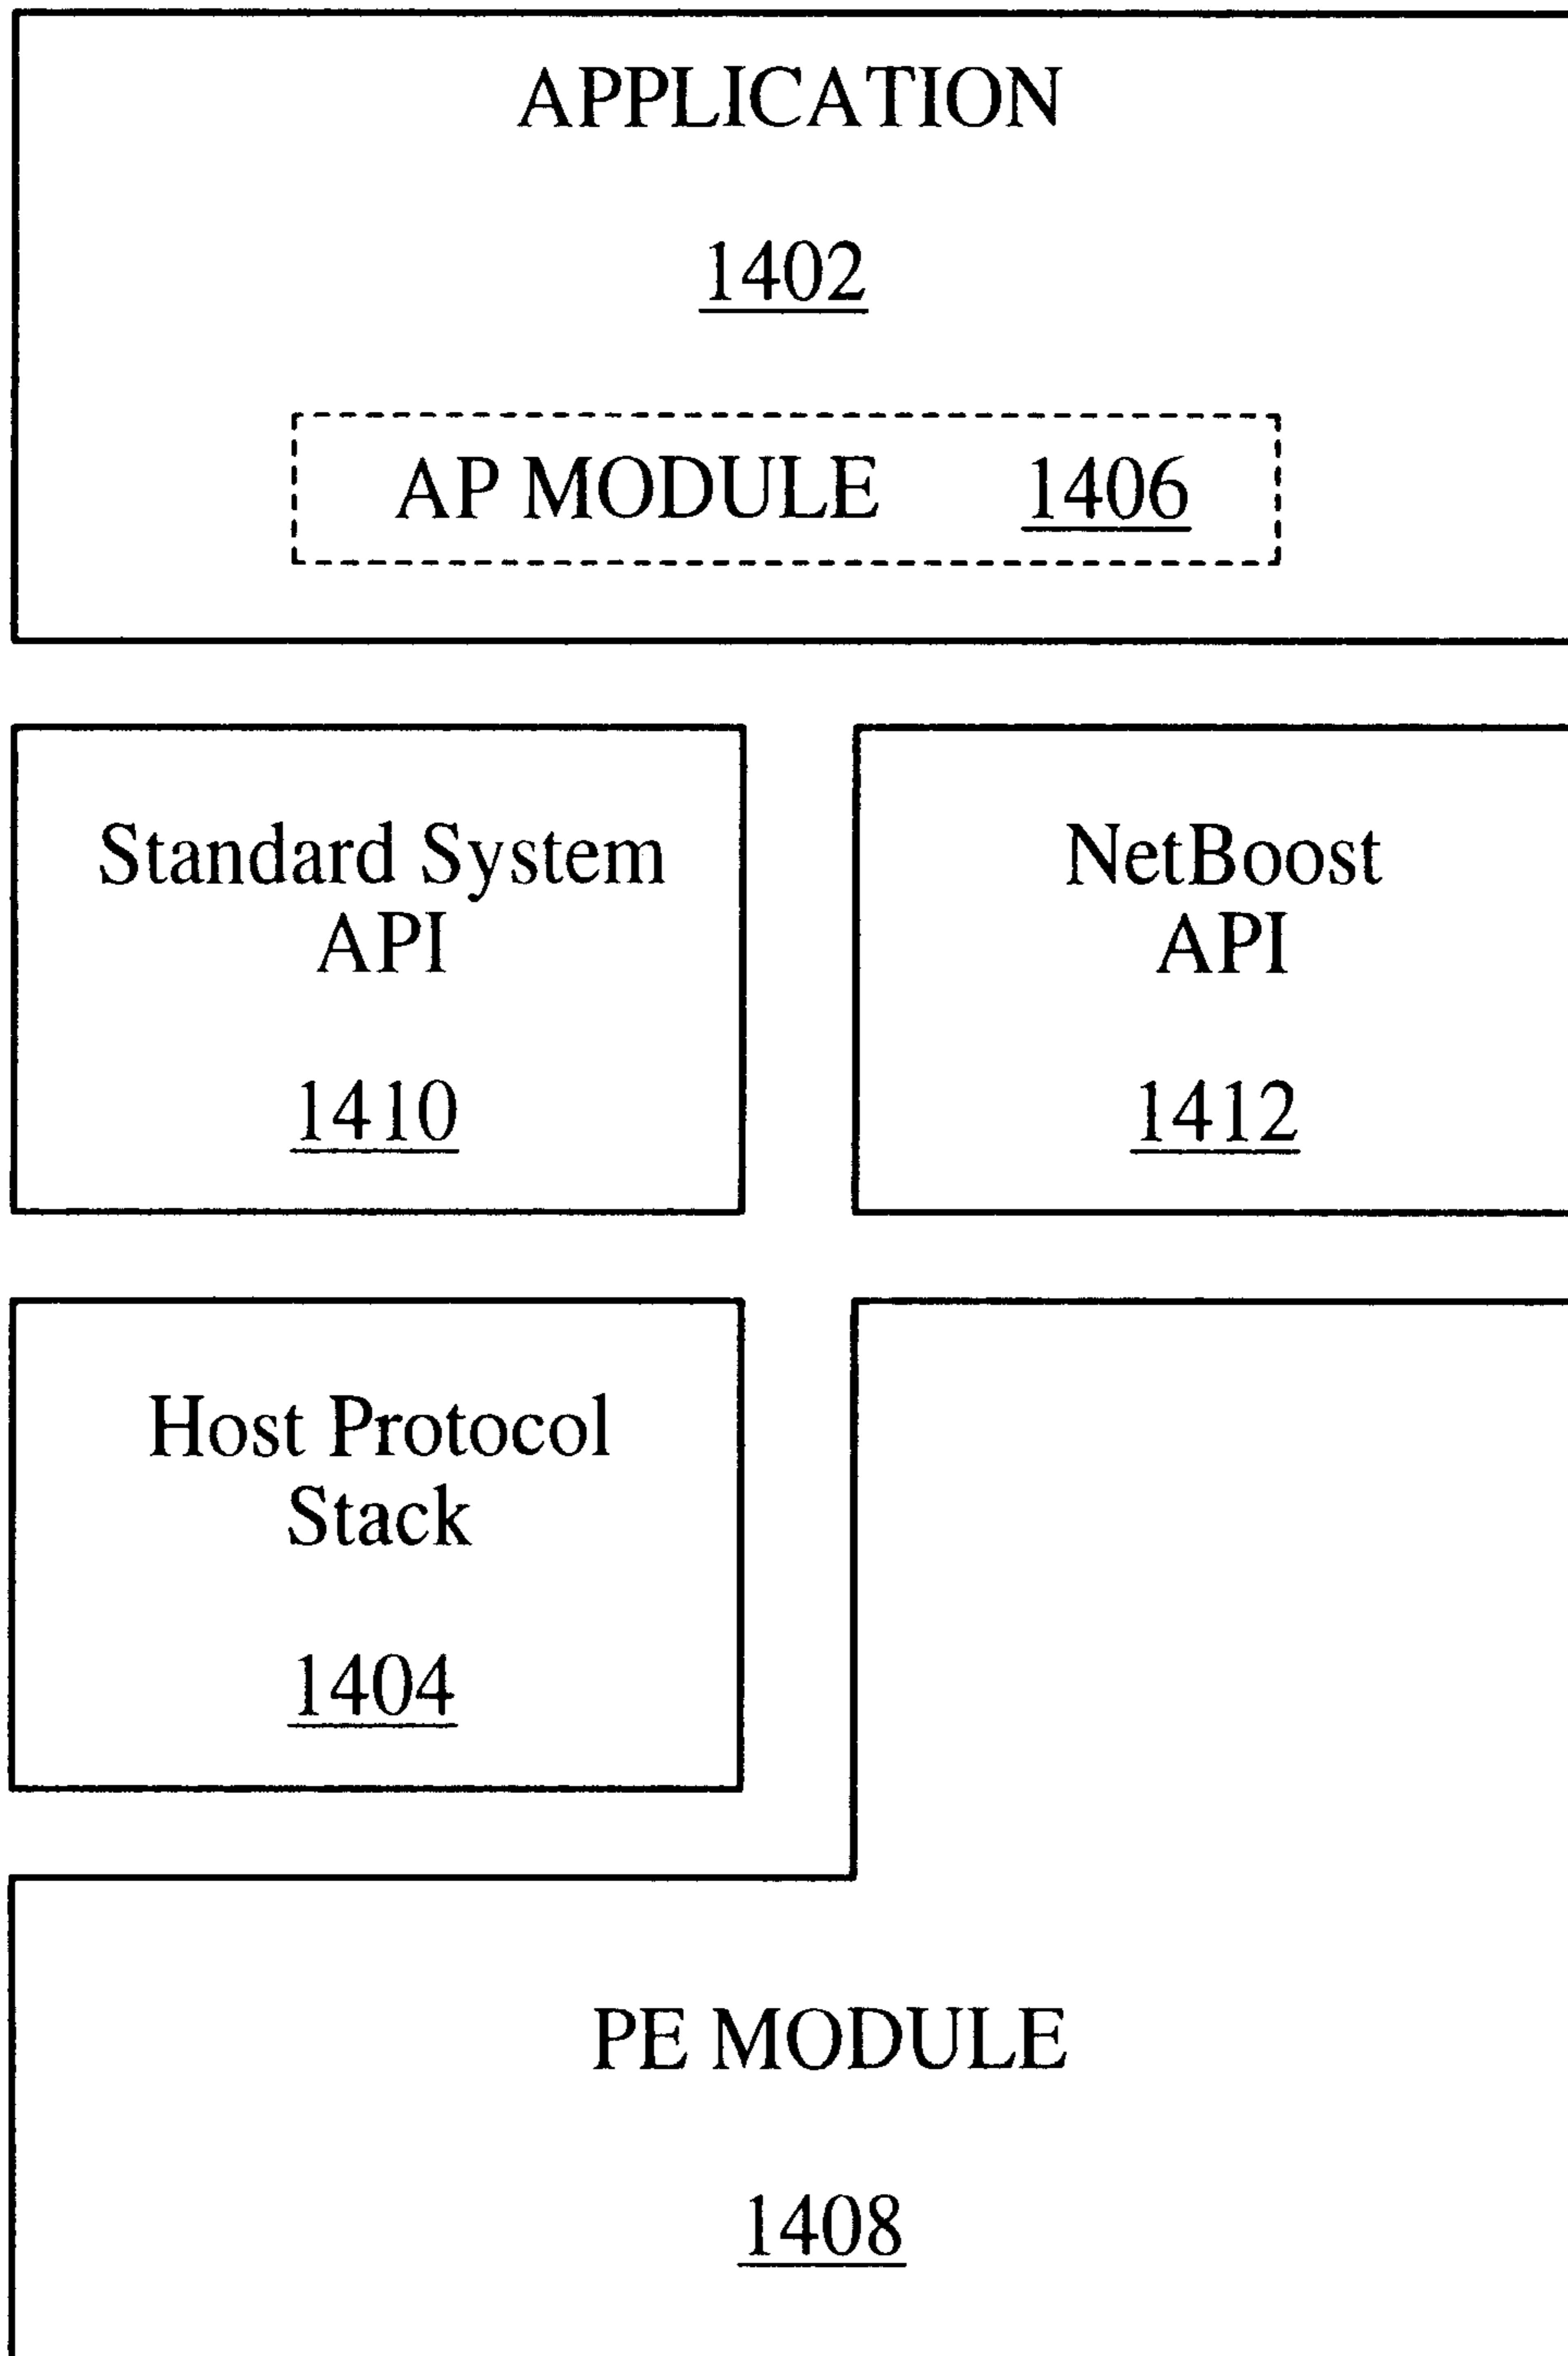 APPLICATION
1402
AP MODULE 1406
Standard System
API
1410
NetBoost
API
1412
Host Protocol
Stack
1404
PE MODULE
1408